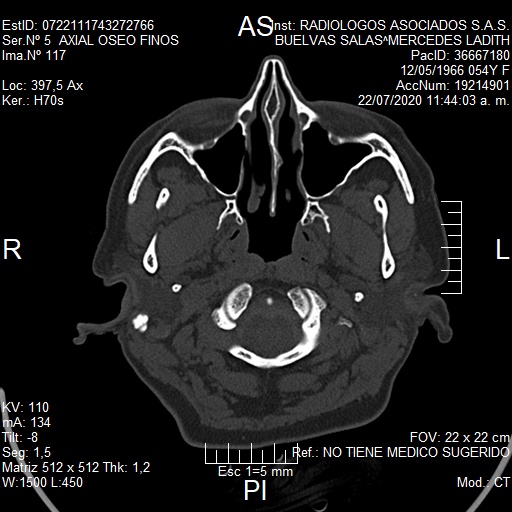 EstID: 0722111743272766
Ser.Nº 5 AXIAL OSEO FINOS
Ima.Nº 117
Loc: 397,5 Ax
Ker.: H70s
AS
Inst: RADIOLOGOS ASOCIADOS S.A.S.
BUELVAS SALAS^MERCEDES LADITH
PacID: 36667180
12/05/1966 054Y F
AccNum: 19214901
22/07/2020 11:44:03 a. m.
R
L
KV: 110
mA: 134
Tilt: -8
Seg: 1,5
Matriz 512 x 512 Thk: 1,2
W:1500 L:450
Esc 1=5 mm
PI
FOV: 22 x 22 cm
Ref.: NO TIENE MEDICO SUGERIDO
Mod.: CT